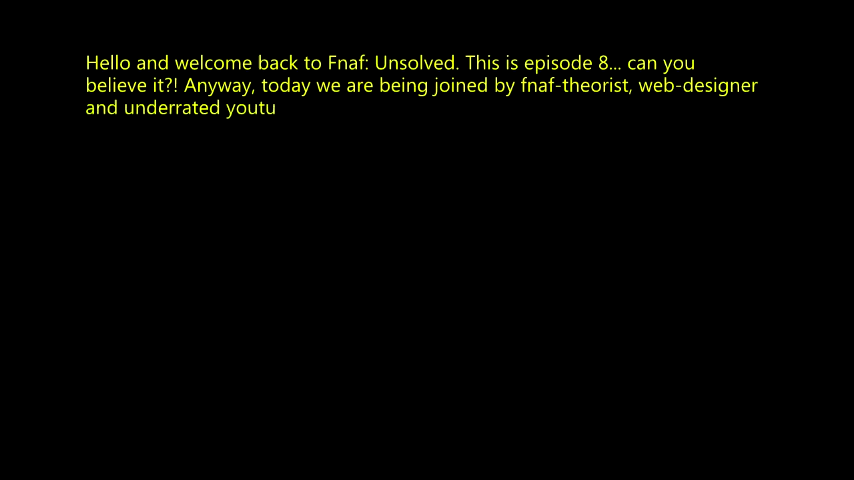 Hello and welcome back to Fnaf: Unsolved. This is episode 8... can you
believe it?! Anyway, today we are being joined by fnaf-theorist, web-designer
and underrated youtu